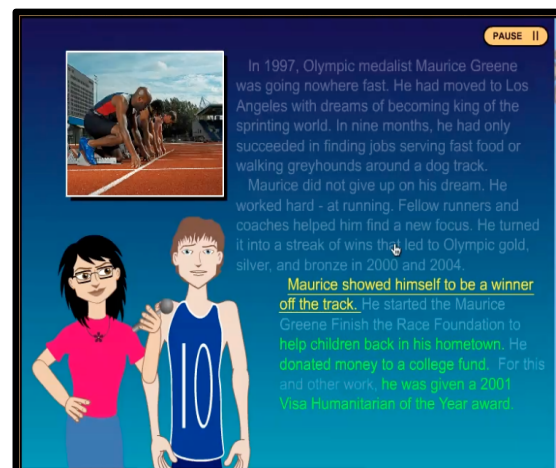 PAUSE ||
In 1997, Olympic medalist Maurice Greene
was going nowhere fast. He had moved to Los
Angeles with dreams of becoming king of the
sprinting world. In nine months, he had only
succeeded in finding jobs serving fast food or
walking greyhounds around a dog track.
Maurice did not give up on his dream. He
worked hard - at running. Fellow runners and
coaches helped him find a new focus. He turned
it into a streak of wins that led to Olympic gold,
silver, and bronze in 2000 and 2004.
Maurice showed himself to be a winner
off the track. He started the Maurice
Greene Finish the Race Foundation to
help children back in his hometown. He
donated money to a college fund. For this
and other work, he was given a 2001
Visa Humanitarian of the Year award.
10